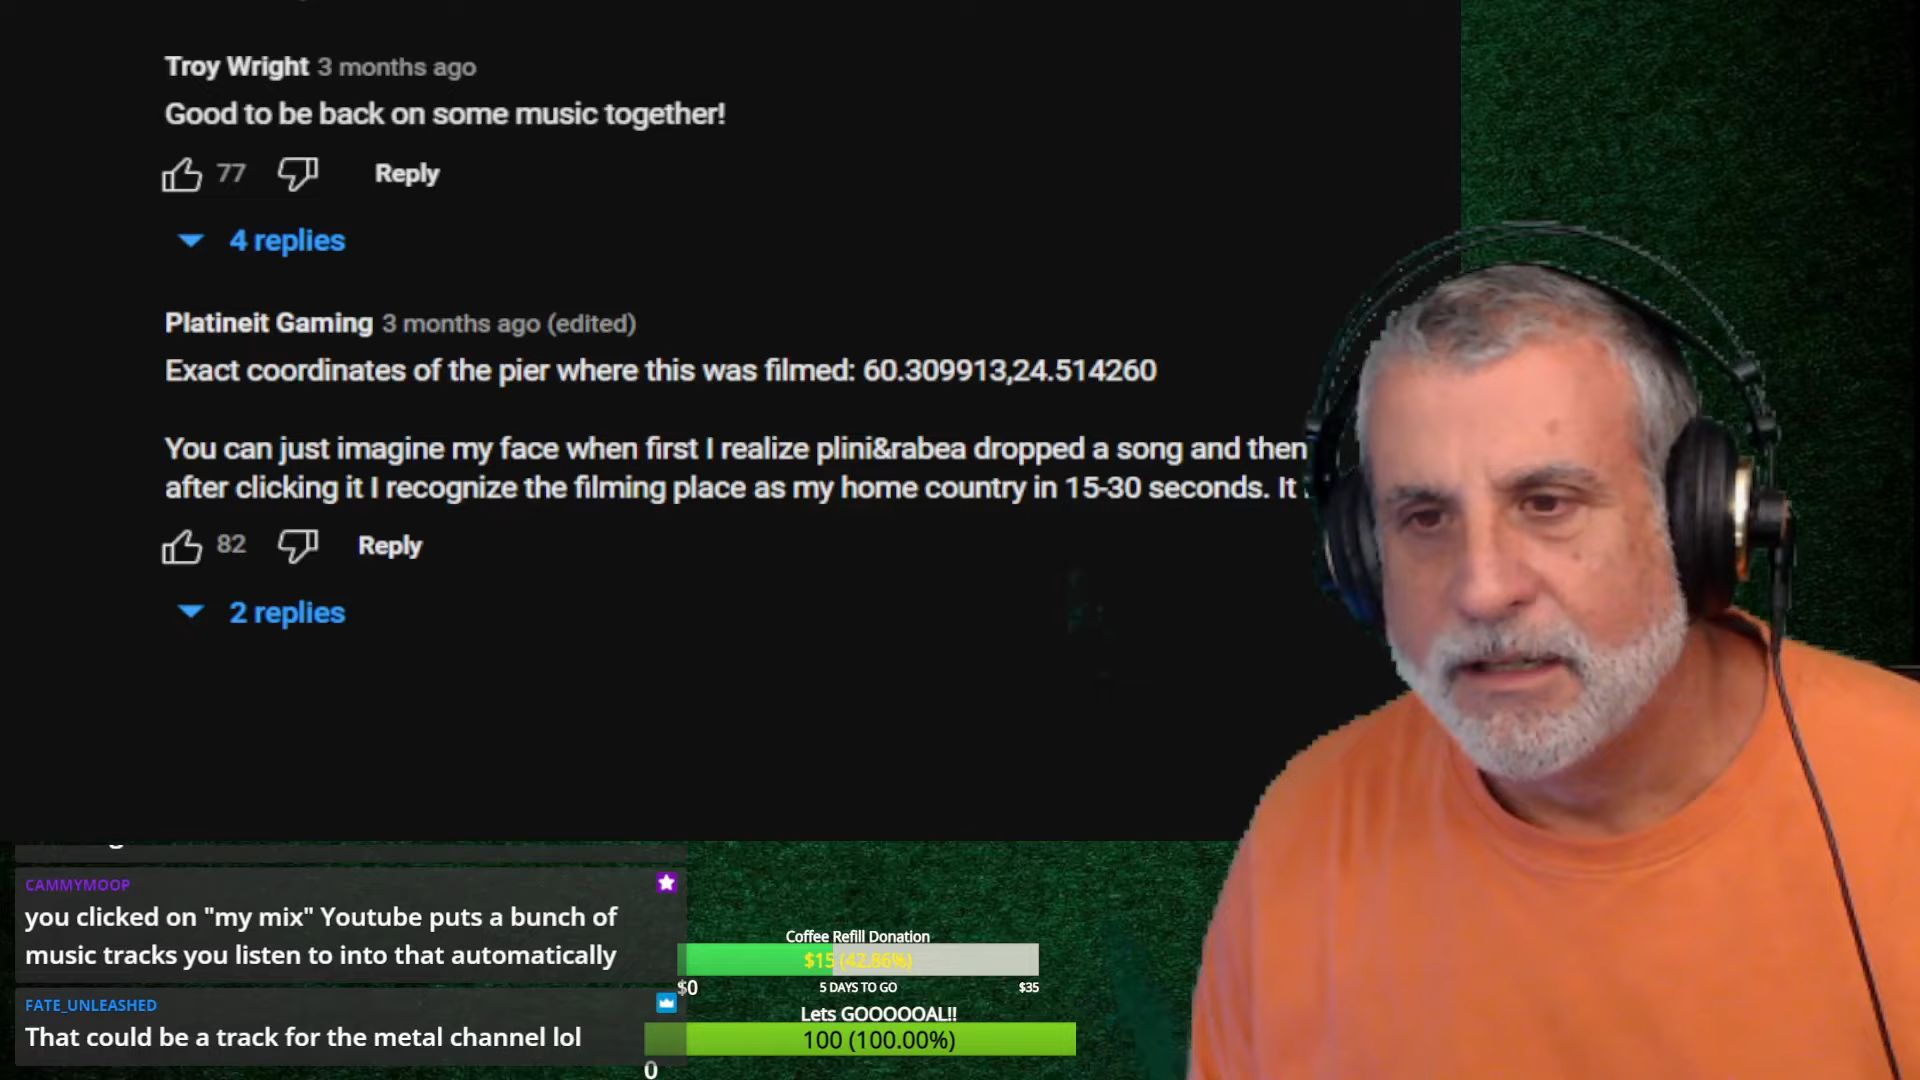 Troy Wright 3 months ago
Good to be back on some music together!
77 Reply
4 replies
Platineit Gaming 3 months ago (edited)
Exact coordinates of the pier where this was filmed: 60.309913,24.514260
You can just imagine my face when first I realize plini&rabea dropped a song and then
after clicking it I recognize the filming place as my home country in 15-30 seconds. It
82 Reply
2 replies
CAMMYMOOP
you clicked on "my mix" Youtube puts a bunch of
music tracks you listen to into that automatically
FATE_UNLEASHED
That could be a track for the metal channel lol
Coffee Refill Donation
$15 (42.86%)
$0 5 DAYS TO GO $35
Lets GOOOOOAL!!
100 (100.00%)
0